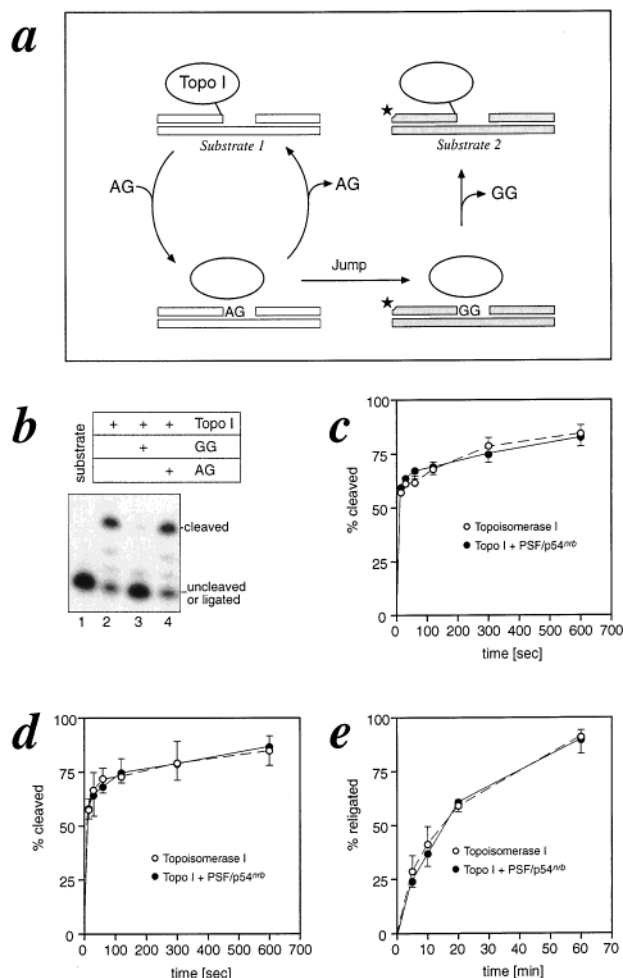 a
Topo I
★
Substrate 1
Substrate 2
AG
AG
GG
Jump
★
AG
GG
b
substrate
+ + + Topo I
+ GG
+ AG
cleaved
uncleaved
or ligated
1 2 3 4
c
100
75
50
25
0
% cleaved
Topoisomerase I
Topo I + PSF/p54nrb
0 100 200 300 400 500 600 700
time [sec]
d
100
75
50
25
0
% cleaved
Topoisomerase I
Topo I + PSF/p54nrb
0 100 200 300 400 500 600 700
time [sec]
e
100
75
50
25
0
% religated
Topoisomerase I
Topo I + PSF/p54nrb
0 10 20 30 40 50 60 70
time [min]